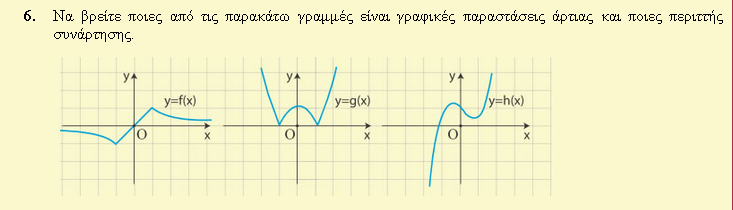 6. Να βρείτε ποιες από τις παρακάτω γραμμές είναι γραφικές παραστάσεις άρτιας και ποιες περιττής
συνάρτησης.
y y y
y=f(x) y=g(x) y=h(x)
O x O x O x